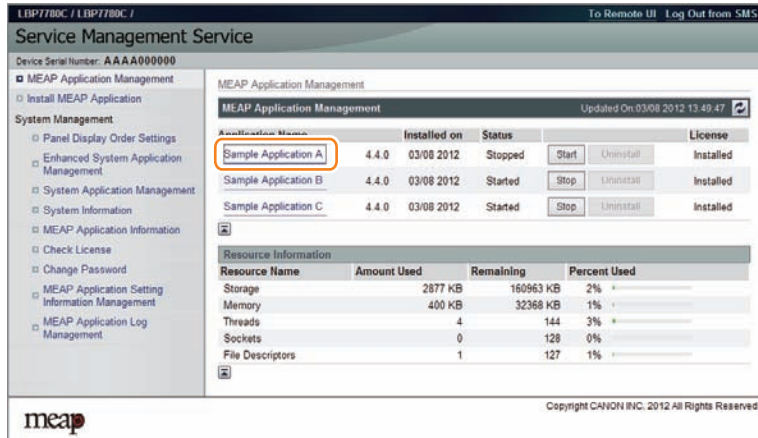 LBP7780C / LBP7780C /
To Remote UI Log Out from SMS
Service Management Service
Device Serial Number: AAAA000000
MEAP Application Management
Install MEAP Application
System Management
Panel Display Order Settings
Enhanced System Application
Management
System Application Management
System Information
MEAP Application Information
Check License
Change Password
MEAP Application Setting
Information Management
MEAP Application Log
Management
MEAP Application Management
MEAP Application Management Updated On:03/08 2012 13:49:47
Application Name Installed on Status License
Sample Application A 4.4.0 03/08 2012 Stopped Start Uninstall Installed
Sample Application B 4.4.0 03/08 2012 Started Stop Uninstall Installed
Sample Application C 4.4.0 03/08 2012 Started Stop Uninstall Installed
Resource Information
Resource Name Amount Used Remaining Percent Used
Storage 2877 KB 160963 KB 2%
Memory 400 KB 32368 KB 1%
Threads 4 144 3%
Sockets 0 128 0%
File Descriptors 1 127 1%
meap
Copyright CANON INC. 2012 All Rights Reserved